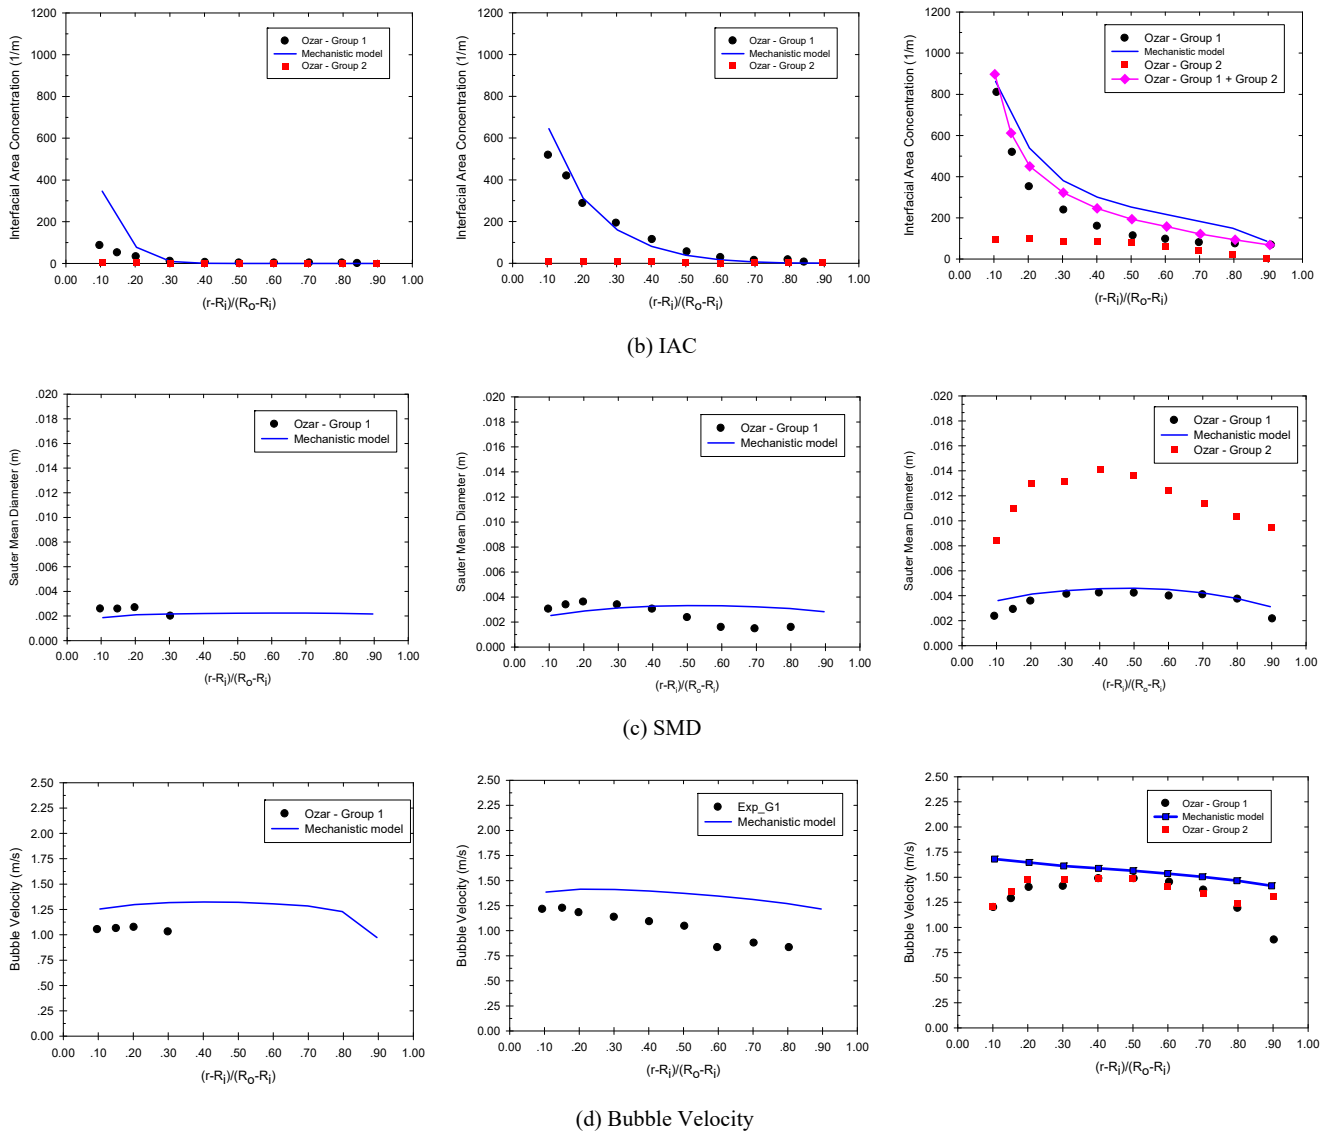 1200
1000
800
600
400
200
0
Interfacial Area Concentration (1/m)
Ozar - Group 1
Mechanistic model
Ozar - Group 2
0.00 .10 .20 .30 .40 .50 .60 .70 .80 .90 1.00
(r-Ri)/(Ro-Ri)
1200
1000
800
600
400
200
0
Interfacial Area Concentration (1/m)
Ozar - Group 1
Mechanistic model
Ozar - Group 2
0.00 .10 .20 .30 .40 .50 .60 .70 .80 .90 1.00
(r-Ri)/(Ro-Ri)
1200
1000
800
600
400
200
0
Interfacial Area Concentration (1/m)
Ozar - Group 1
Mechanistic model
Ozar - Group 2
Ozar - Group 1 + Group 2
0.00 .10 .20 .30 .40 .50 .60 .70 .80 .90 1.00
(r-Ri)/(Ro-Ri)
(b) IAC
.020
.018
.016
.014
.012
.010
.008
.006
.004
.002
0.000
Sauter Mean Diameter (m)
Ozar - Group 1
Mechanistic model
0.00 .10 .20 .30 .40 .50 .60 .70 .80 .90 1.00
(r-Ri)/(Ro-Ri)
.020
.018
.016
.014
.012
.010
.008
.006
.004
.002
0.000
Sauter Mean Diameter (m)
Ozar - Group 1
Mechanistic model
0.00 .10 .20 .30 .40 .50 .60 .70 .80 .90 1.00
(r-Ri)/(Ro-Ri)
.020
.018
.016
.014
.012
.010
.008
.006
.004
.002
0.000
Sauter Mean Diameter (m)
Ozar - Group 1
Mechanistic model
Ozar - Group 2
0.00 .10 .20 .30 .40 .50 .60 .70 .80 .90 1.00
(r-Ri)/(Ro-Ri)
(c) SMD
2.50
2.25
2.00
1.75
1.50
1.25
1.00
.75
.50
.25
0.00
Bubble Velocity (m/s)
Ozar - Group 1
Mechanistic model
0.00 .10 .20 .30 .40 .50 .60 .70 .80 .90 1.00
(r-Ri)/(Ro-Ri)
2.50
2.25
2.00
1.75
1.50
1.25
1.00
.75
.50
.25
0.00
Bubble Velocity (m/s)
Exp_G1
Mechanistic model
0.00 .10 .20 .30 .40 .50 .60 .70 .80 .90 1.00
(r-Ri)/(Ro-Ri)
2.50
2.25
2.00
1.75
1.50
1.25
1.00
.75
.50
.25
0.00
Bubble Velocity (m/s)
Ozar - Group 1
Mechanistic model
Ozar - Group 2
0.00 .10 .20 .30 .40 .50 .60 .70 .80 .90 1.00
(r-Ri)/(Ro-Ri)
(d) Bubble Velocity